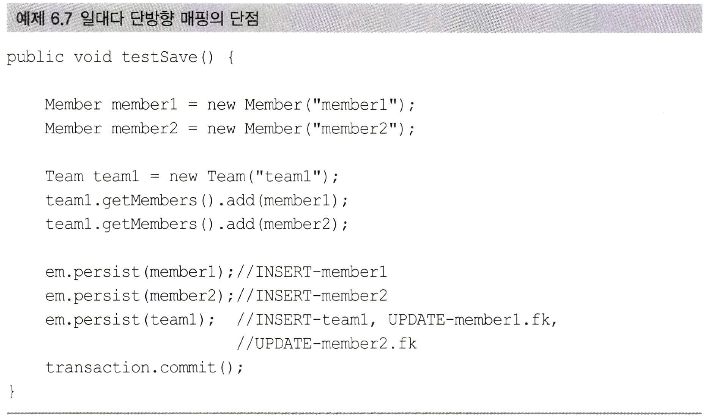 예제 6.7 일대다 단방향 매핑의 단점
public void testSave() {
Member member1 = new Member("member1");
Member member2 = new Member("member2");
Team team1 = new Team("team1");
team1.getMembers().add(member1);
team1.getMembers().add(member2);
em.persist(member1);//INSERT-member1
em.persist(member2);//INSERT-member2
em.persist(team1);  //INSERT-team1, UPDATE-member1.fk,
//UPDATE-member2.fk
transaction.commit();
}